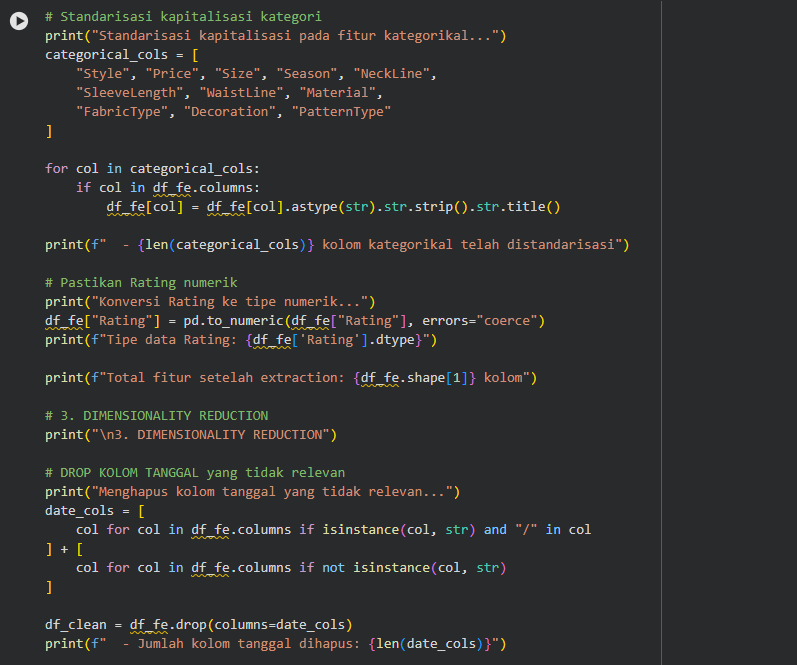 # Standarisasi kapitalisasi kategori
print("Standarisasi kapitalisasi pada fitur kategorikal...")
categorical_cols = [
    "Style", "Price", "Size", "Season", "NeckLine",
    "SleeveLength", "WaistLine", "Material",
    "FabricType", "Decoration", "PatternType"
]

for col in categorical_cols:
    if col in df_fe.columns:
        df_fe[col] = df_fe[col].astype(str).str.strip().str.title()

print(f"  - {len(categorical_cols)} kolom kategorikal telah distandarisasi")

# Pastikan Rating numerik
print("Konversi Rating ke tipe numerik...")
df_fe["Rating"] = pd.to_numeric(df_fe["Rating"], errors="coerce")
print(f"Tipe data Rating: {df_fe['Rating'].dtype}")

print(f"Total fitur setelah extraction: {df_fe.shape[1]} kolom")

# 3. DIMENSIONALITY REDUCTION
print("\n3. DIMENSIONALITY REDUCTION")

# DROP KOLOM TANGGAL yang tidak relevan
print("Menghapus kolom tanggal yang tidak relevan...")
date_cols = [
    col for col in df_fe.columns if isinstance(col, str) and "/" in col
] + [
    col for col in df_fe.columns if not isinstance(col, str)
]

df_clean = df_fe.drop(columns=date_cols)
print(f"  - Jumlah kolom tanggal dihapus: {len(date_cols)}")